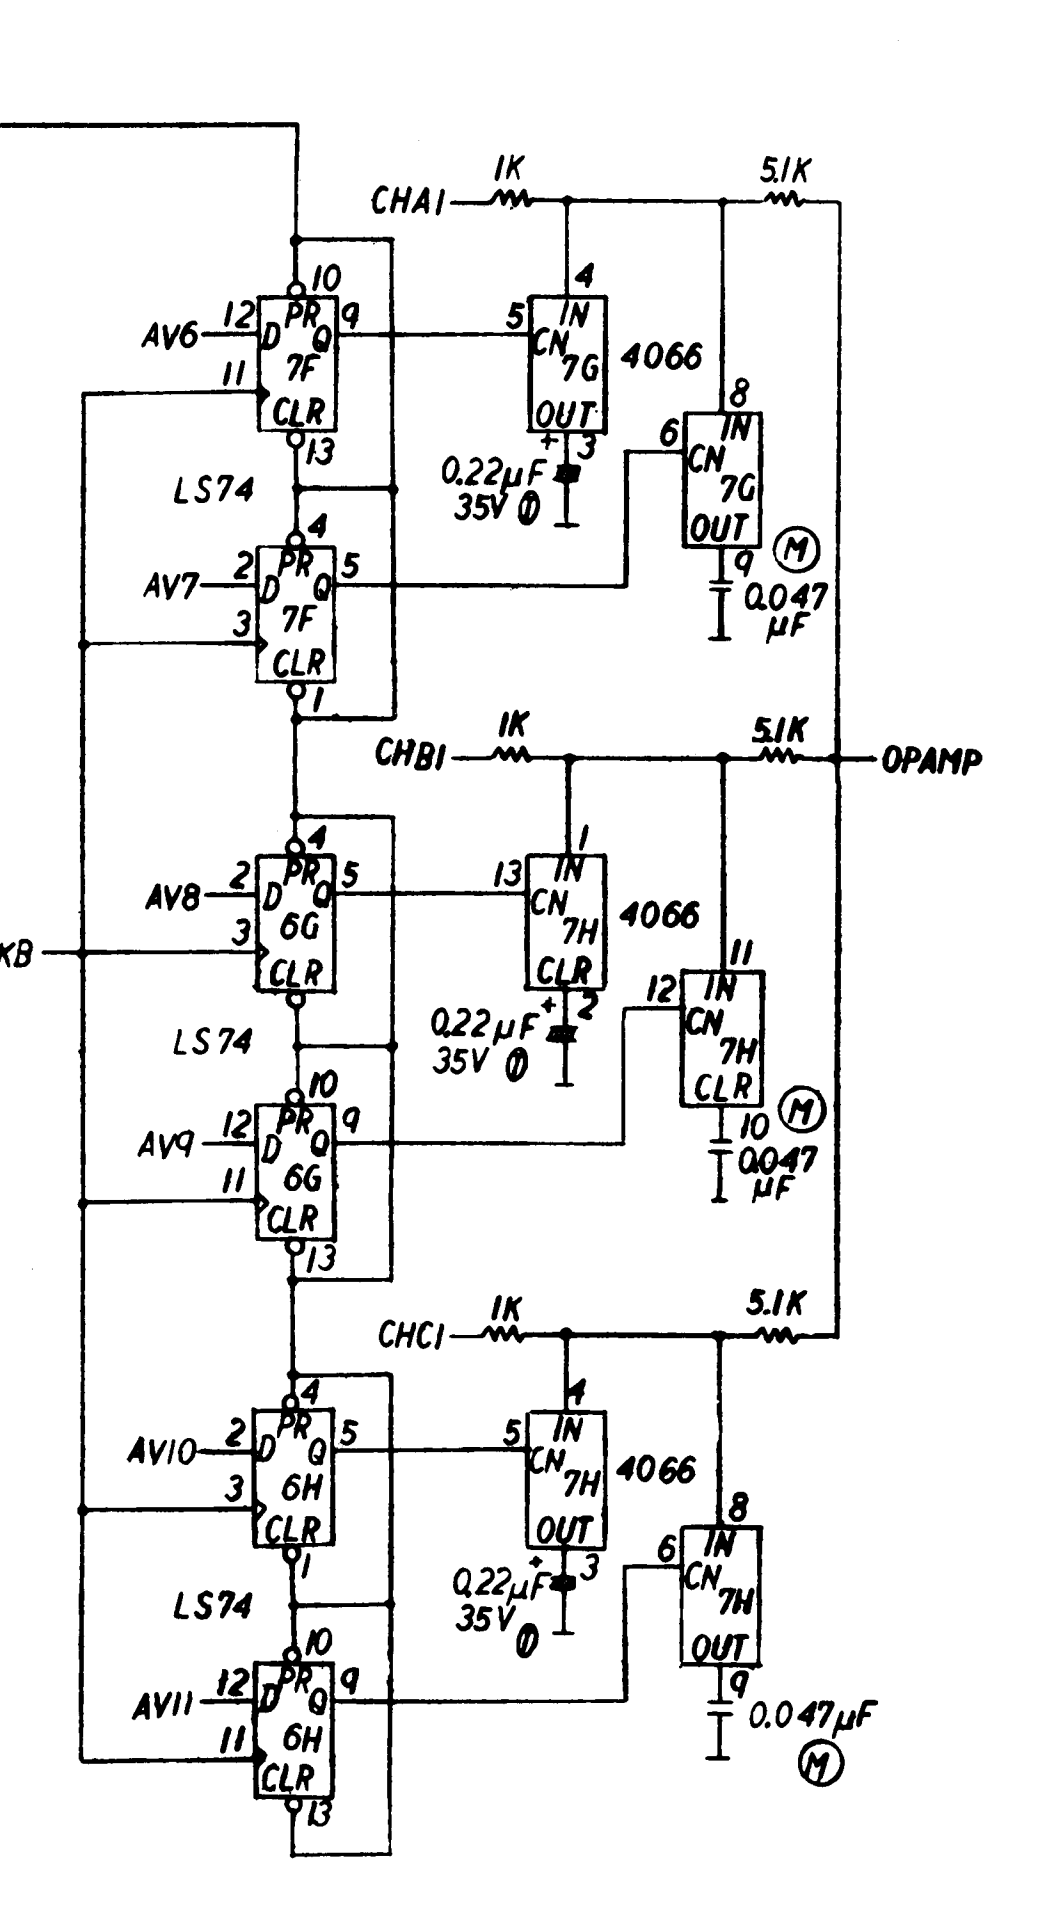 CHA1 1K 5.1K
10
12 PR 9
AV6 D Q
7F
11
CLR
13
4
5 IN
CN 4066
7G
OUT
+ 3
0.22µF
35V T
8
6 IN
CN
7G
OUT
9 M
0.047
µF
LS74
4
2 PR 5
AV7 D Q
7F
3
CLR
1
CHB1 1K 5.1K OPAMP
4
2 PR 5
AV8 D Q
6G
3
KB
CLR
1
13 IN
CN 4066
7H
CLR
+ 2
0.22µF
35V T
11
12 IN
CN
7H
CLR
10 M
0.047
µF
LS74
10
12 PR 9
AV9 D Q
6G
11
CLR
13
CHC1 1K 5.1K
4
2 PR 5
AV10 D Q
6H
3
CLR
1
4
5 IN
CN 4066
7H
OUT
+ 3
0.22µF
35V T
8
6 IN
CN
7H
OUT
9
0.047µF
M
LS74
10
12 PR 9
AV11 D Q
6H
11
CLR
13